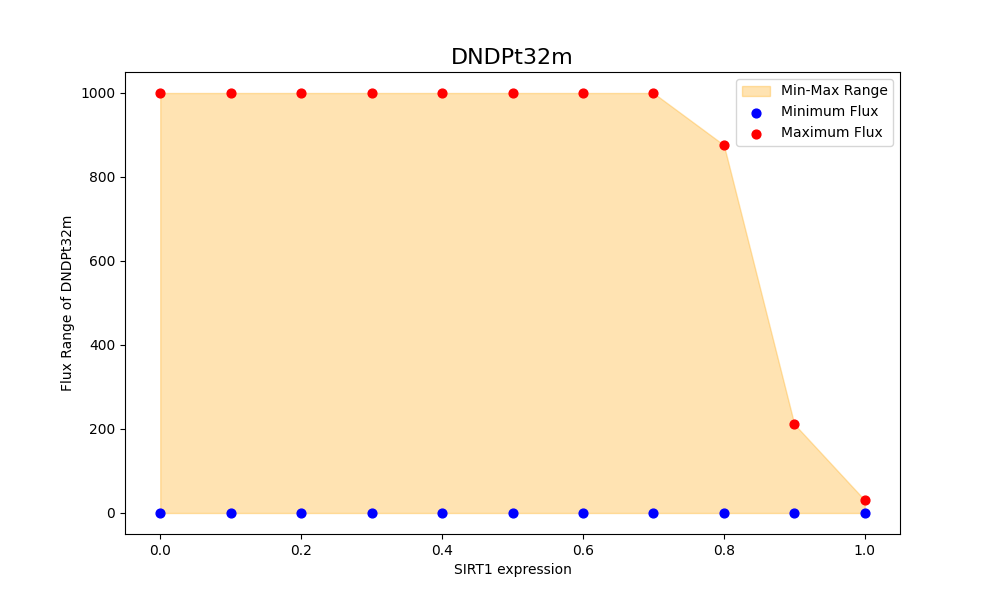 DNDPt32m
Min-Max Range
Minimum Flux
Maximum Flux
Flux Range of DNDPt32m
1000
800
600
400
200
0
0.0 0.2 0.4 0.6 0.8 1.0
SIRT1 expression